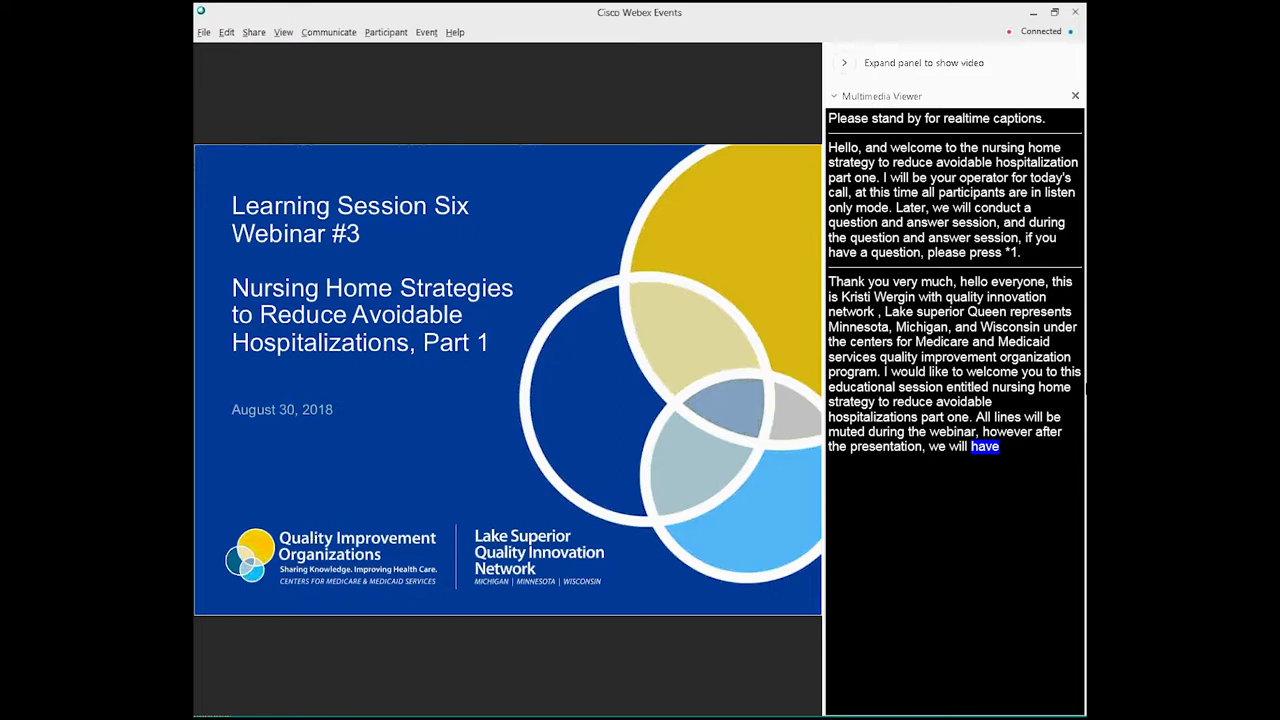 Cisco Webex Events
File Edit Share View Communicate Participant Event Help
Connected
Expand panel to show video
Multimedia Viewer
Learning Session Six
Webinar #3
Nursing Home Strategies
to Reduce Avoidable
Hospitalizations, Part 1
August 30, 2018
Quality Improvement
Organizations
Sharing Knowledge. Improving Health Care.
CENTERS FOR MEDICARE & MEDICAID SERVICES
Lake Superior
Quality Innovation
Network
MICHIGAN | MINNESOTA | WISCONSIN
Please stand by for realtime captions.
Hello, and welcome to the nursing home
strategy to reduce avoidable hospitalization
part one. I will be your operator for today's
call, at this time all participants are in listen
only mode. Later, we will conduct a
question and answer session, and during
the question and answer session, if you
have a question, please press *1.
Thank you very much, hello everyone, this
is Kristi Wergin with quality innovation
network , Lake superior Queen represents
Minnesota, Michigan, and Wisconsin under
the centers for Medicare and Medicaid
services quality improvement organization
program. I would like to welcome you to this
educational session entitled nursing home
strategy to reduce avoidable
hospitalizations part one. All lines will be
muted during the webinar, however after
the presentation, we will have